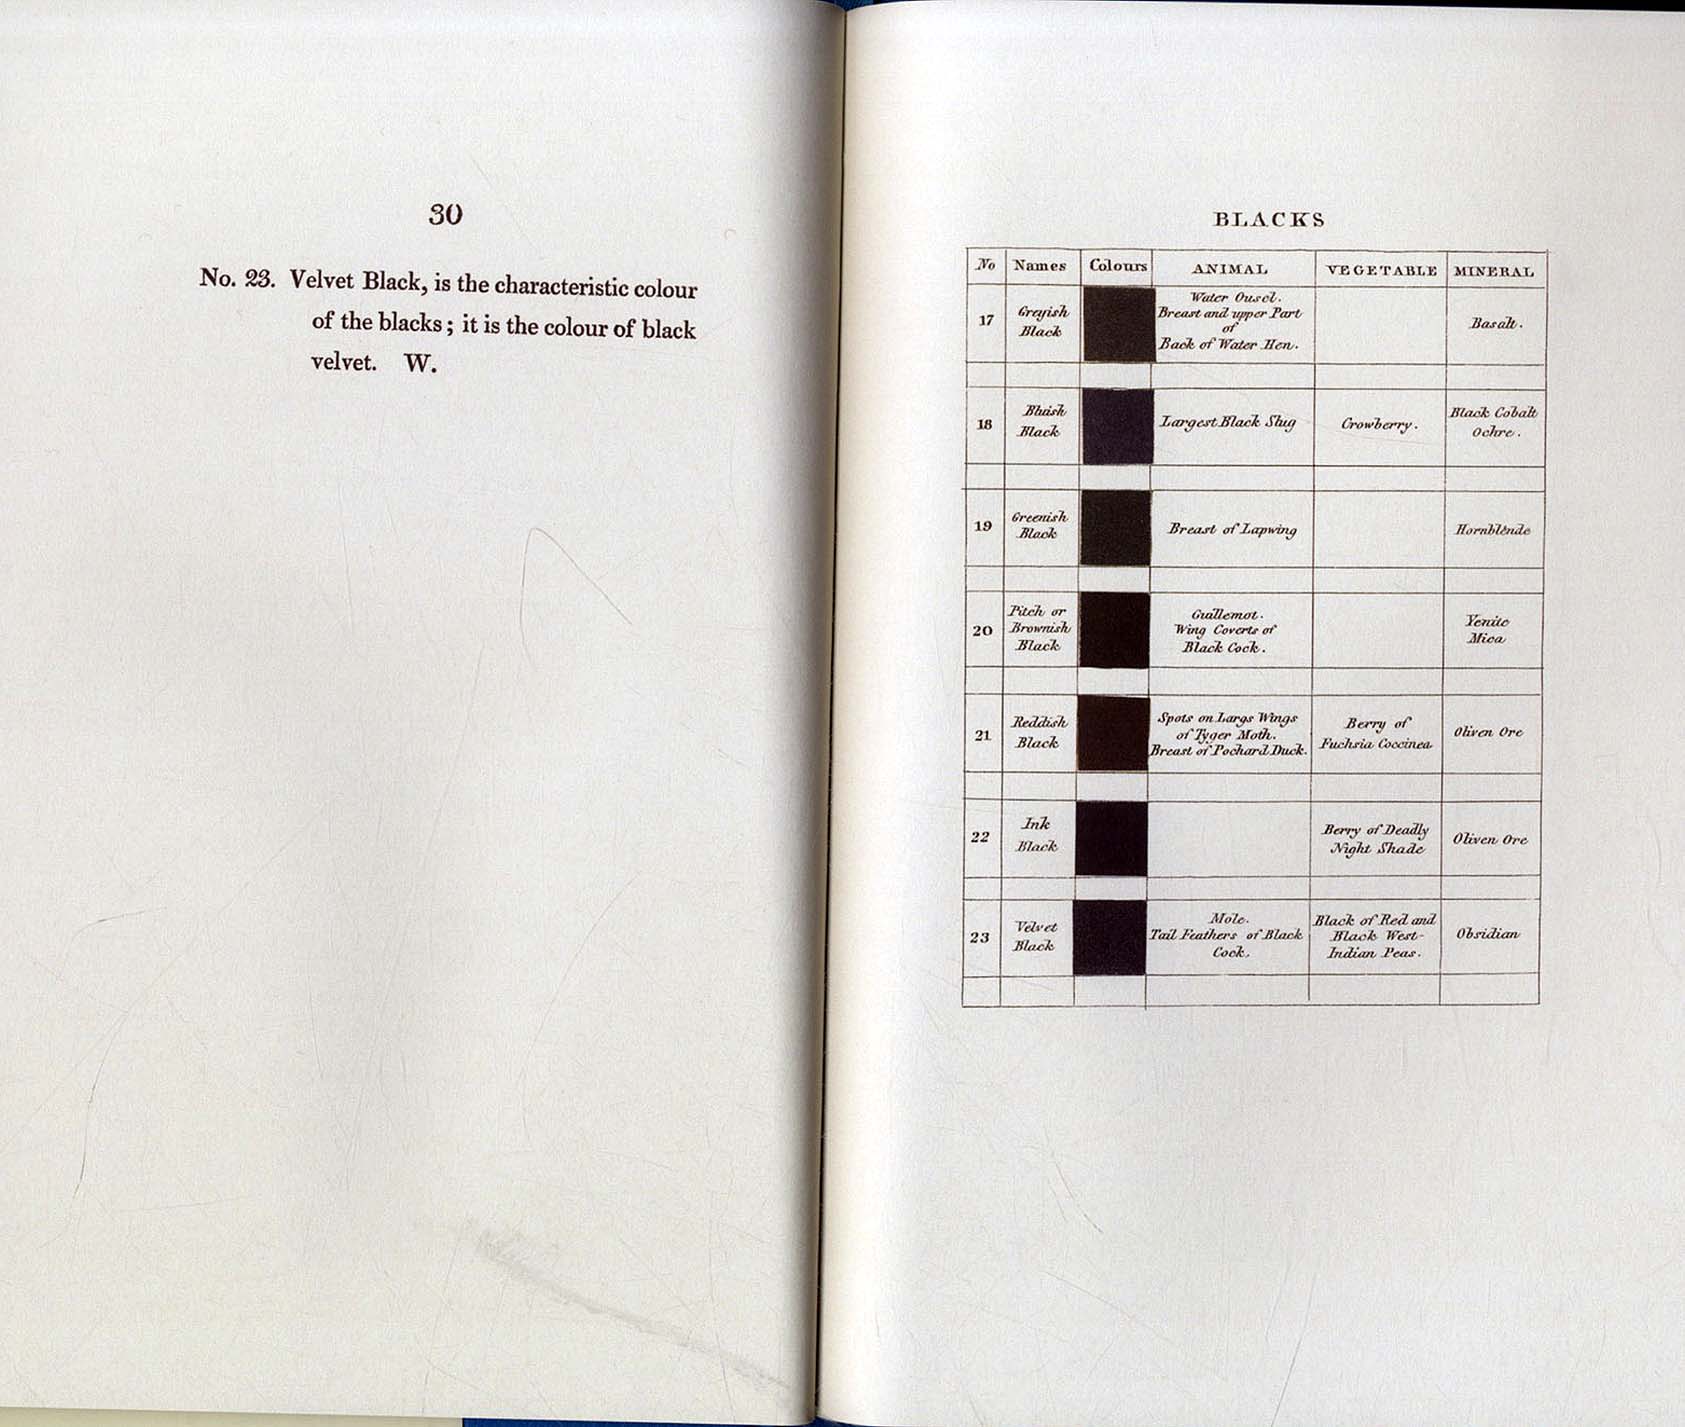 30
No. 23. Velvet Black, is the characteristic colour
of the blacks; it is the colour of black
velvet. W.
BLACKS
No Names Colours ANIMAL VEGETABLE MINERAL
17 Greyish Black
Water Ousel.
Breast and upper Part
of
Back of Water Hen.
Basalt.
18 Bluish Black
Largest Black Slug
Crowberry.
Black Cobalt
Ochre.
19 Greenish Black
Breast of Lapwing
Hornblende
20 Pitch or
Brownish
Black
Guillemot.
Wing Coverts of
Black Cock.
Yenite
Mica
21 Reddish Black
Spots on Largs Wings
of Tyger Moth.
Breast of Pochard Duck.
Berry of
Fuchsia Coccinea
Oliven Ore
22 Ink Black
Berry of Deadly
Night Shade
Oliven Ore
23 Velvet Black
Mole.
Tail Feathers of Black
Cock.
Black of Red and
Black West-
Indian Peas.
Obsidian